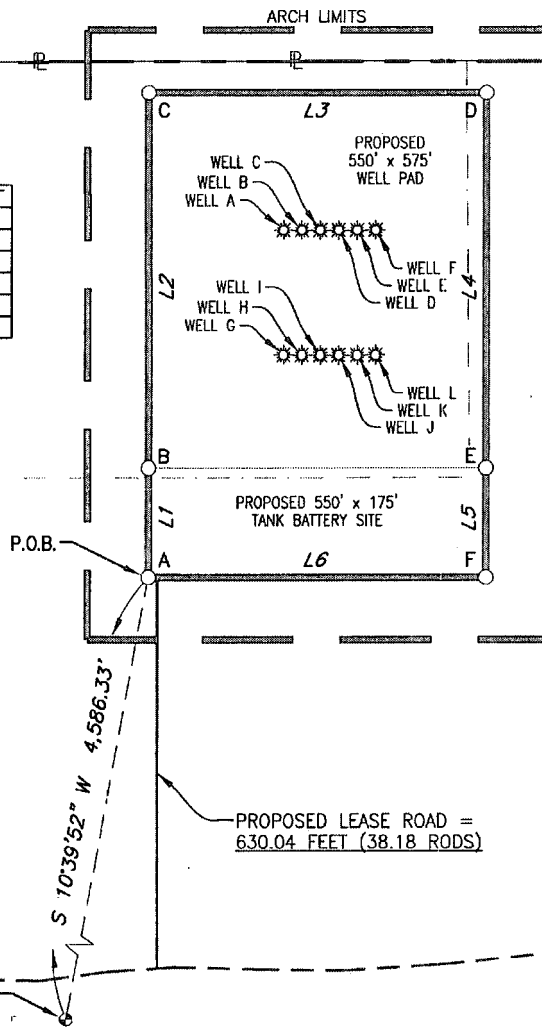 ARCH LIMITS
PL PL
C L3 D
PROPOSED
550' x 575'
WELL PAD
WELL C
WELL B
WELL A
WELL F
WELL E
WELL D
L2
L4
WELL I
WELL H
WELL G
WELL L
WELL K
WELL J
B E
L1
PROPOSED 550' x 175'
TANK BATTERY SITE
L5
P.O.B.
A L6 F
S 10°39'52" W 4,586.33'
PROPOSED LEASE ROAD =
630.04 FEET (38.18 RODS)